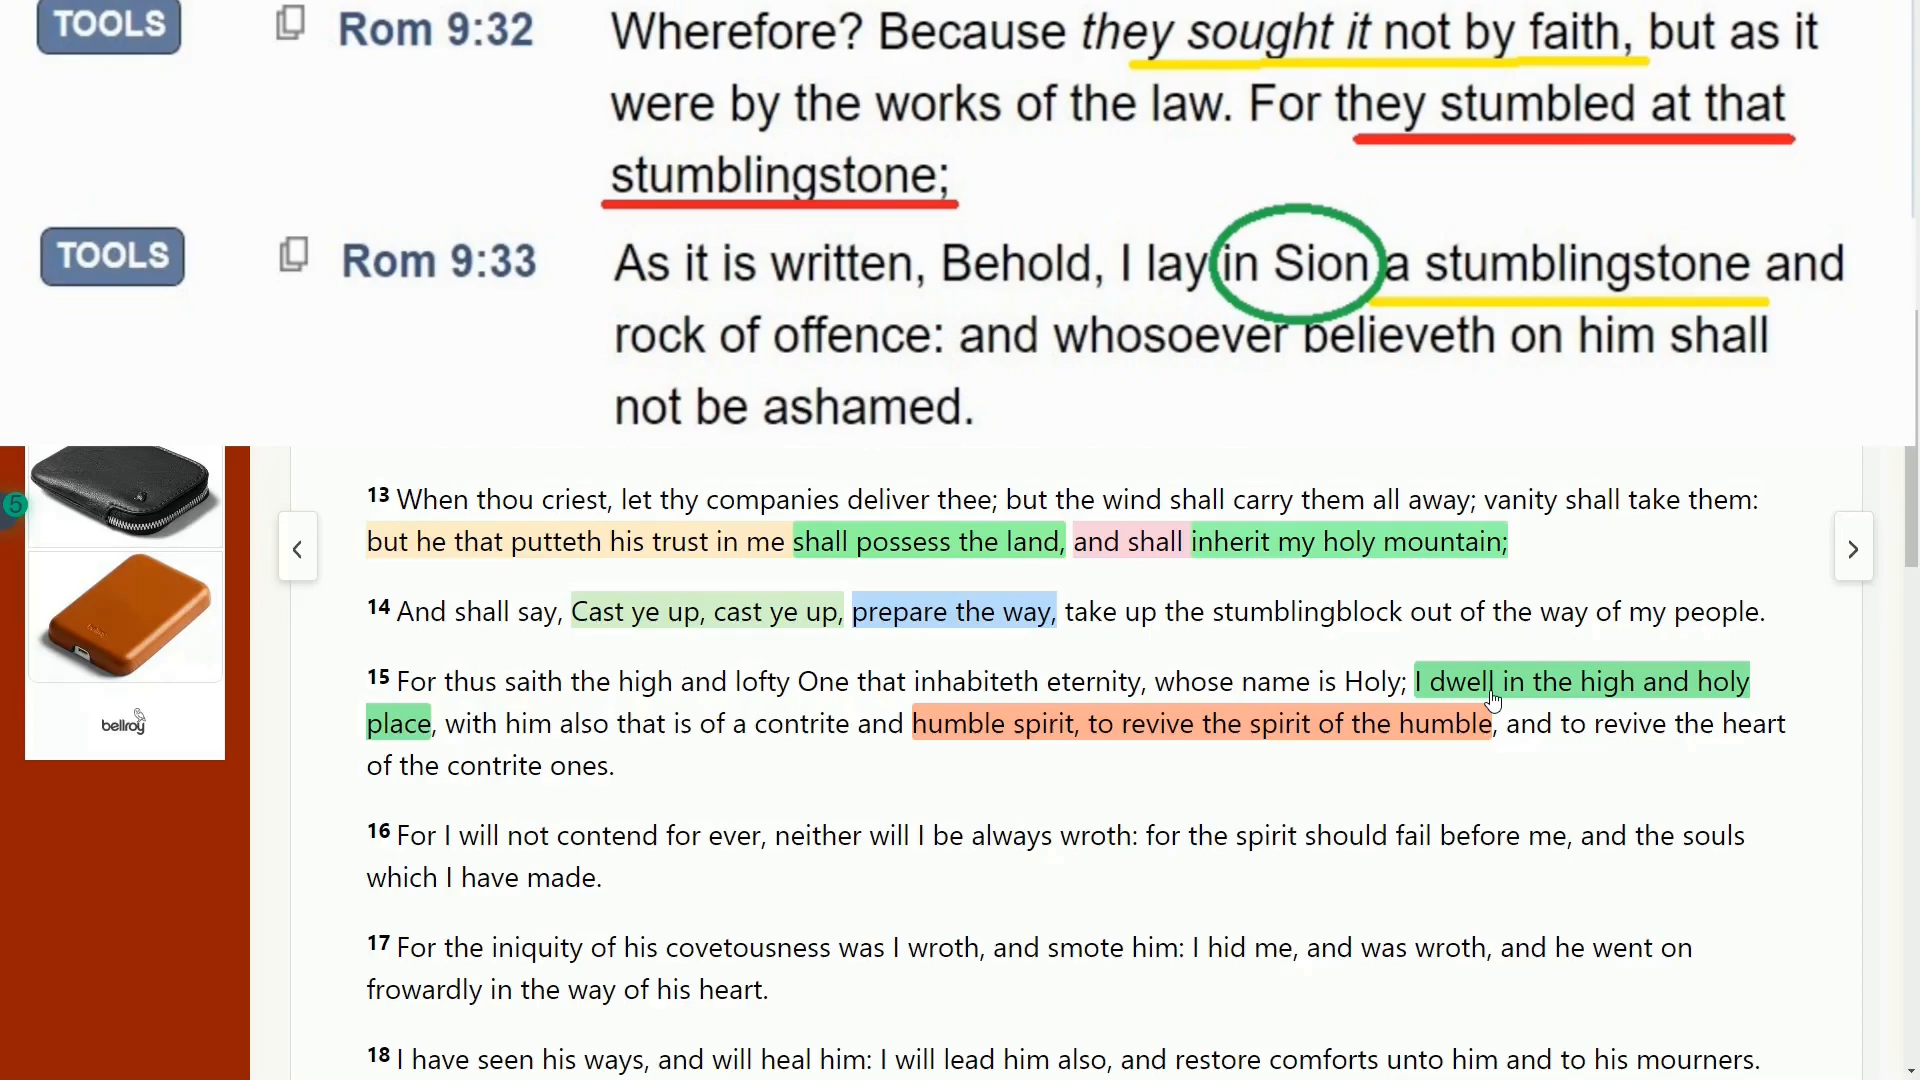 TOOLS Rom 9:32 Wherefore? Because they sought it not by faith, but as it
were by the works of the law. For they stumbled at that
stumblingstone;
TOOLS Rom 9:33 As it is written, Behold, I lay in Sion a stumblingstone and
rock of offence: and whosoever believeth on him shall
not be ashamed.
5
bellroy
13 When thou criest, let thy companies deliver thee; but the wind shall carry them all away; vanity shall take them:
but he that putteth his trust in me shall possess the land, and shall inherit my holy mountain;
14 And shall say, Cast ye up, cast ye up, prepare the way, take up the stumblingblock out of the way of my people.
15 For thus saith the high and lofty One that inhabiteth eternity, whose name is Holy; I dwell in the high and holy
place, with him also that is of a contrite and humble spirit, to revive the spirit of the humble, and to revive the heart
of the contrite ones.
16 For I will not contend for ever, neither will I be always wroth: for the spirit should fail before me, and the souls
which I have made.
17 For the iniquity of his covetousness was I wroth, and smote him: I hid me, and was wroth, and he went on
frowardly in the way of his heart.
18 I have seen his ways, and will heal him: I will lead him also, and restore comforts unto him and to his mourners.